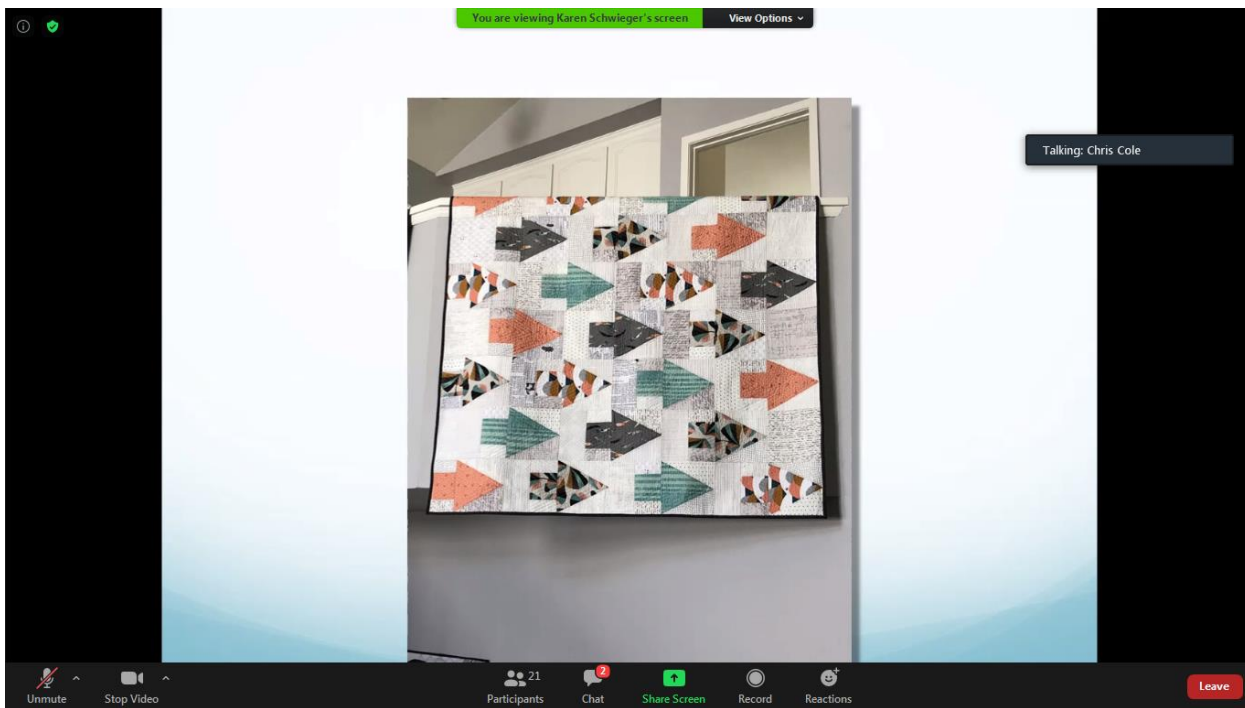 You are viewing Karen Schwieger's screen View Options
Talking: Chris Cole
21
2
Unmute Stop Video Participants Chat Share Screen Record Reactions Leave